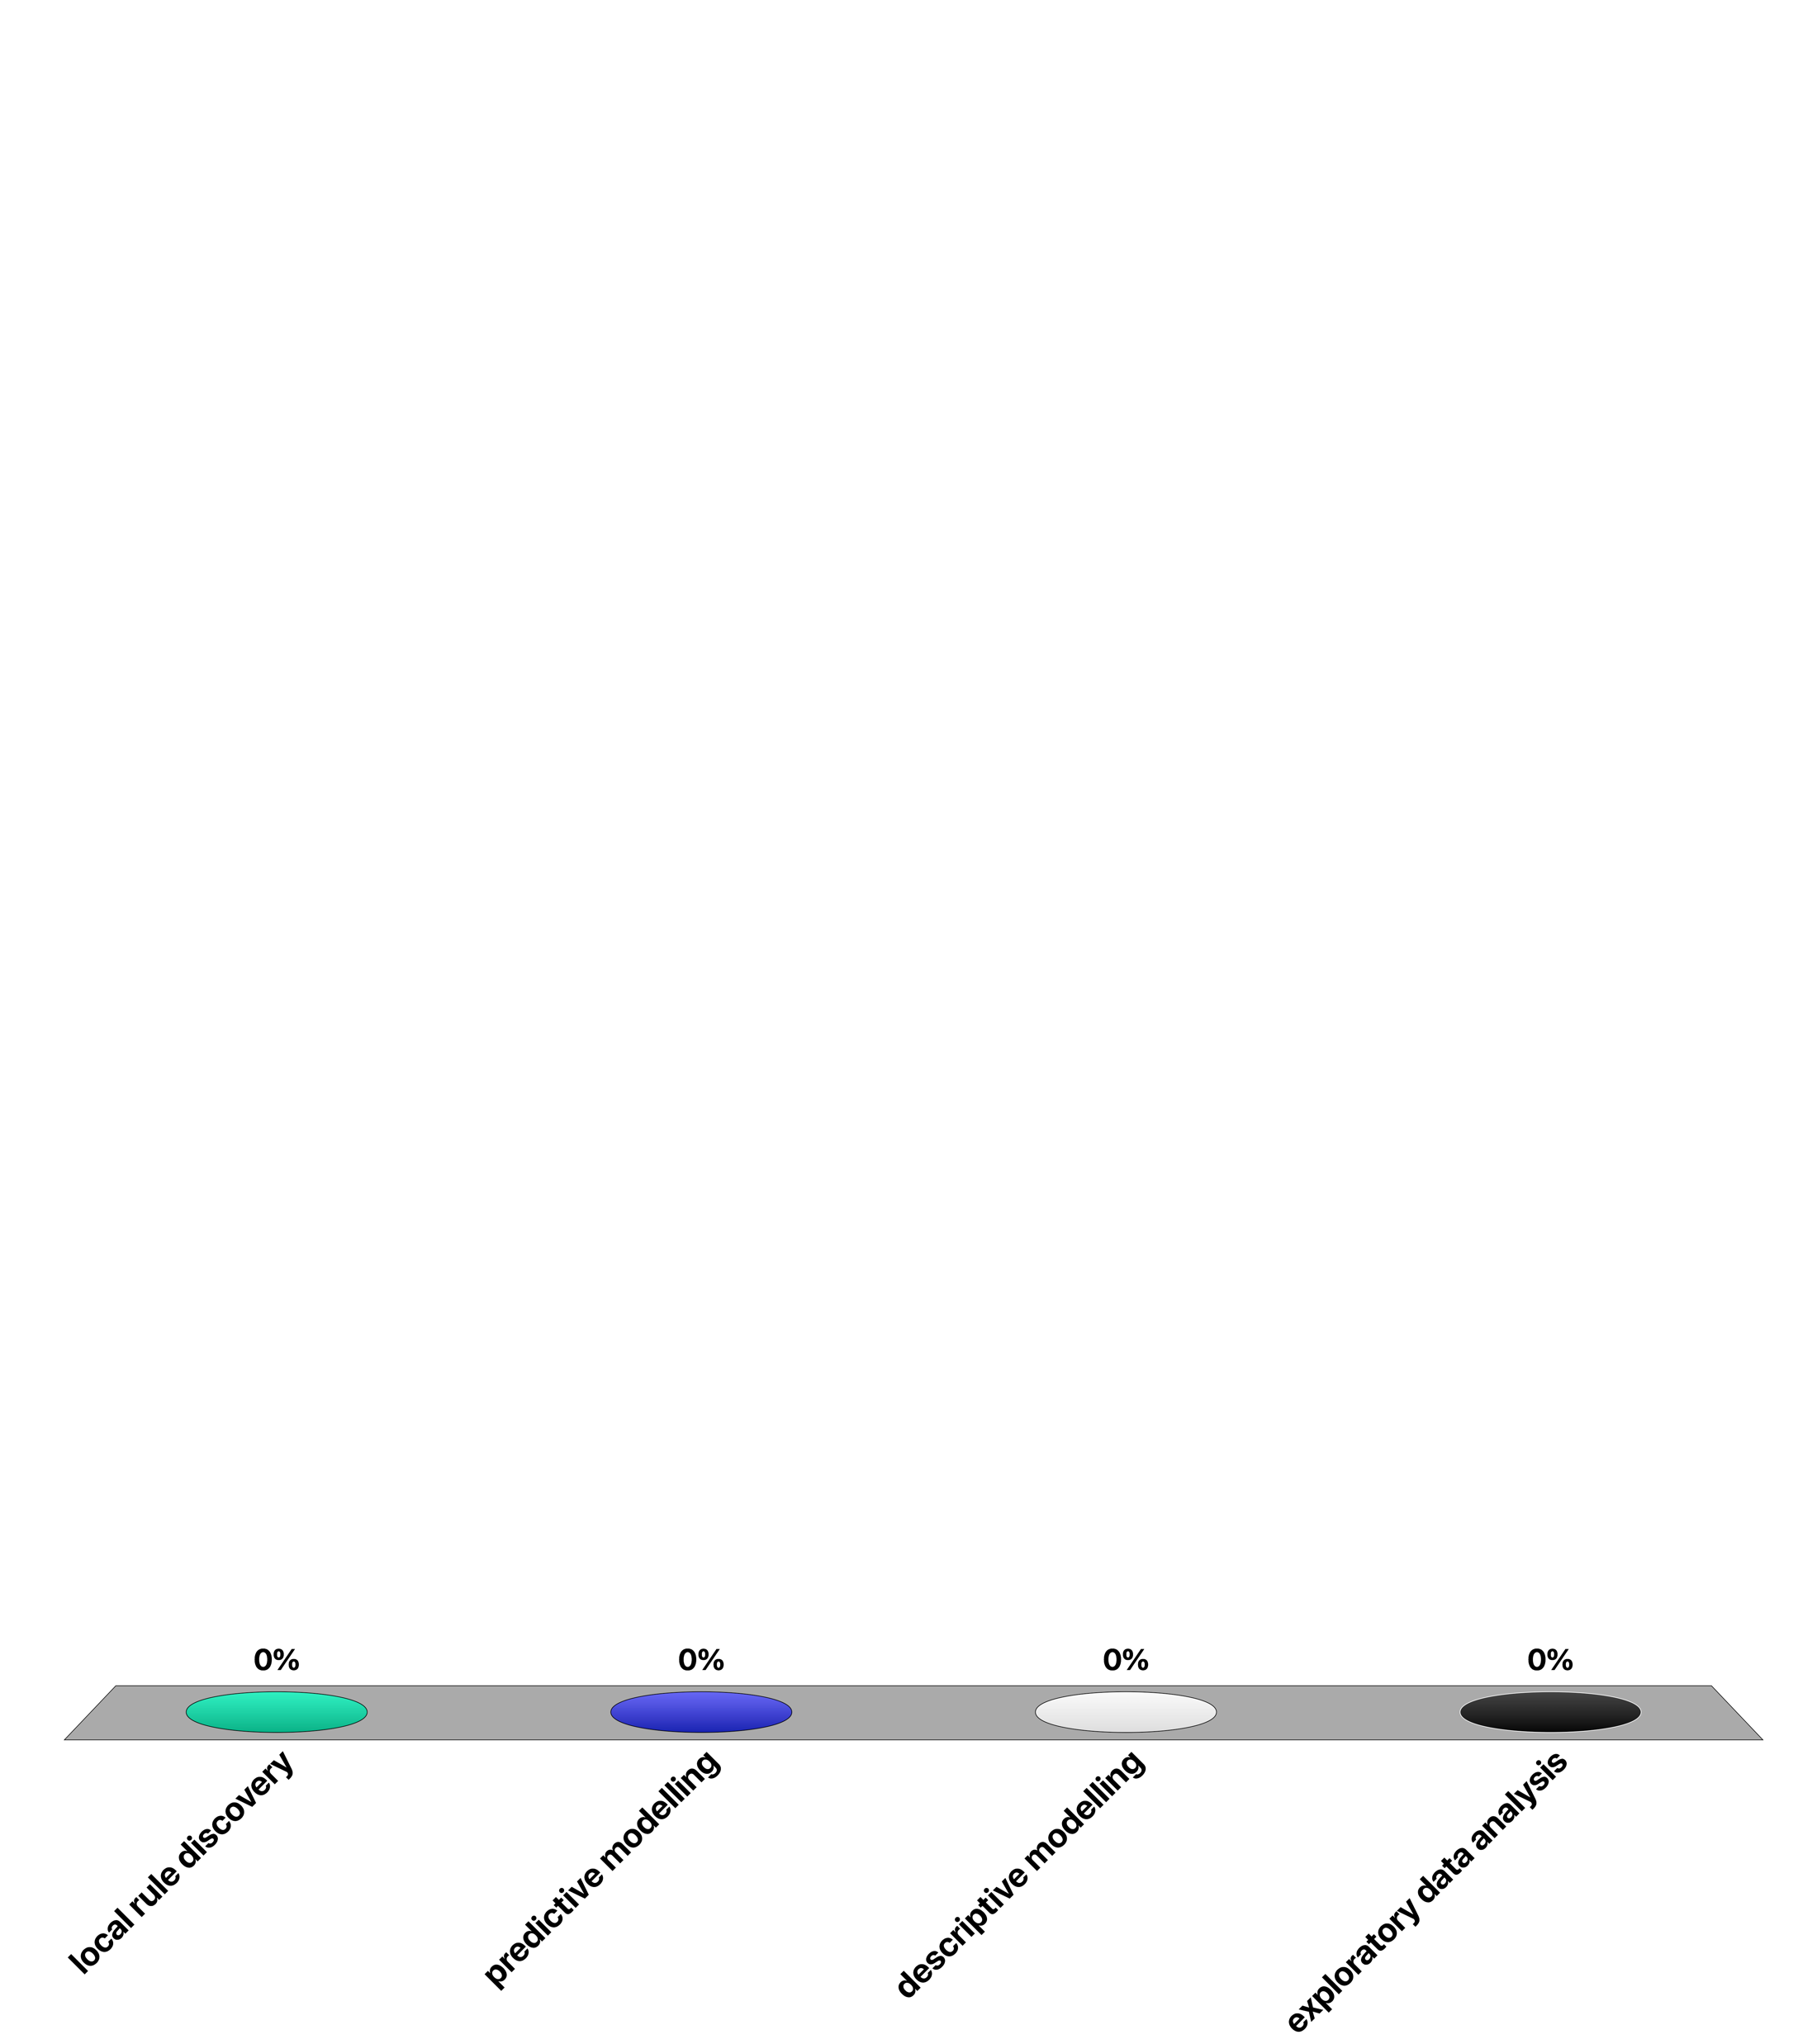 0%
0%
0%
0%
local rule discovery
predictive modelling
descriptive modelling
exploratory data analysis